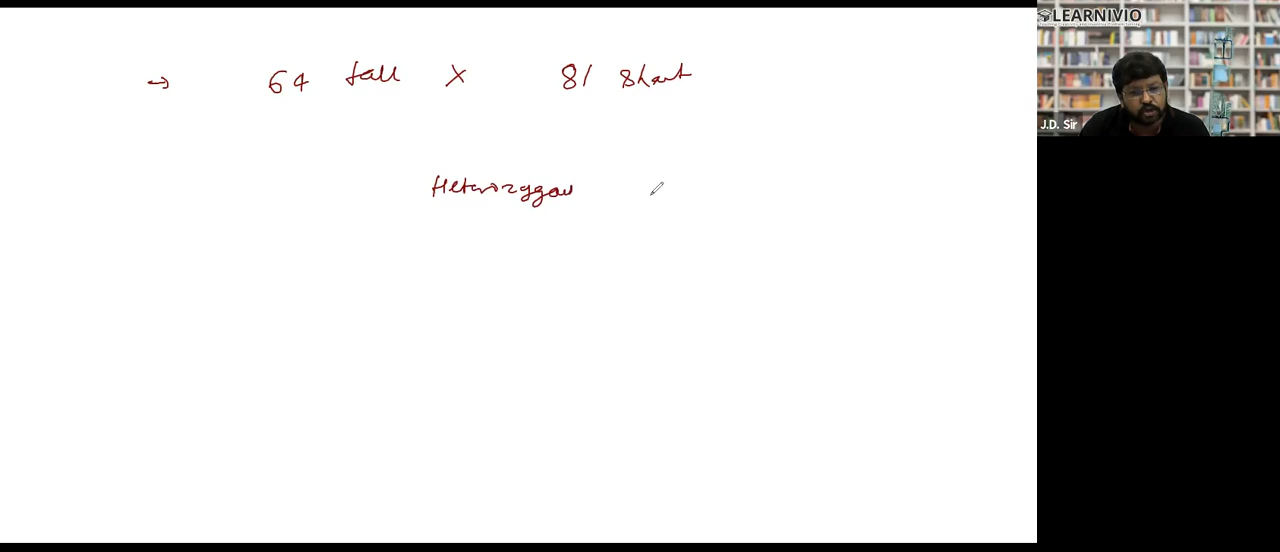 LEARNIVIO
→ 64 tall X 81 Short
J.D. Sir
Heterozygous